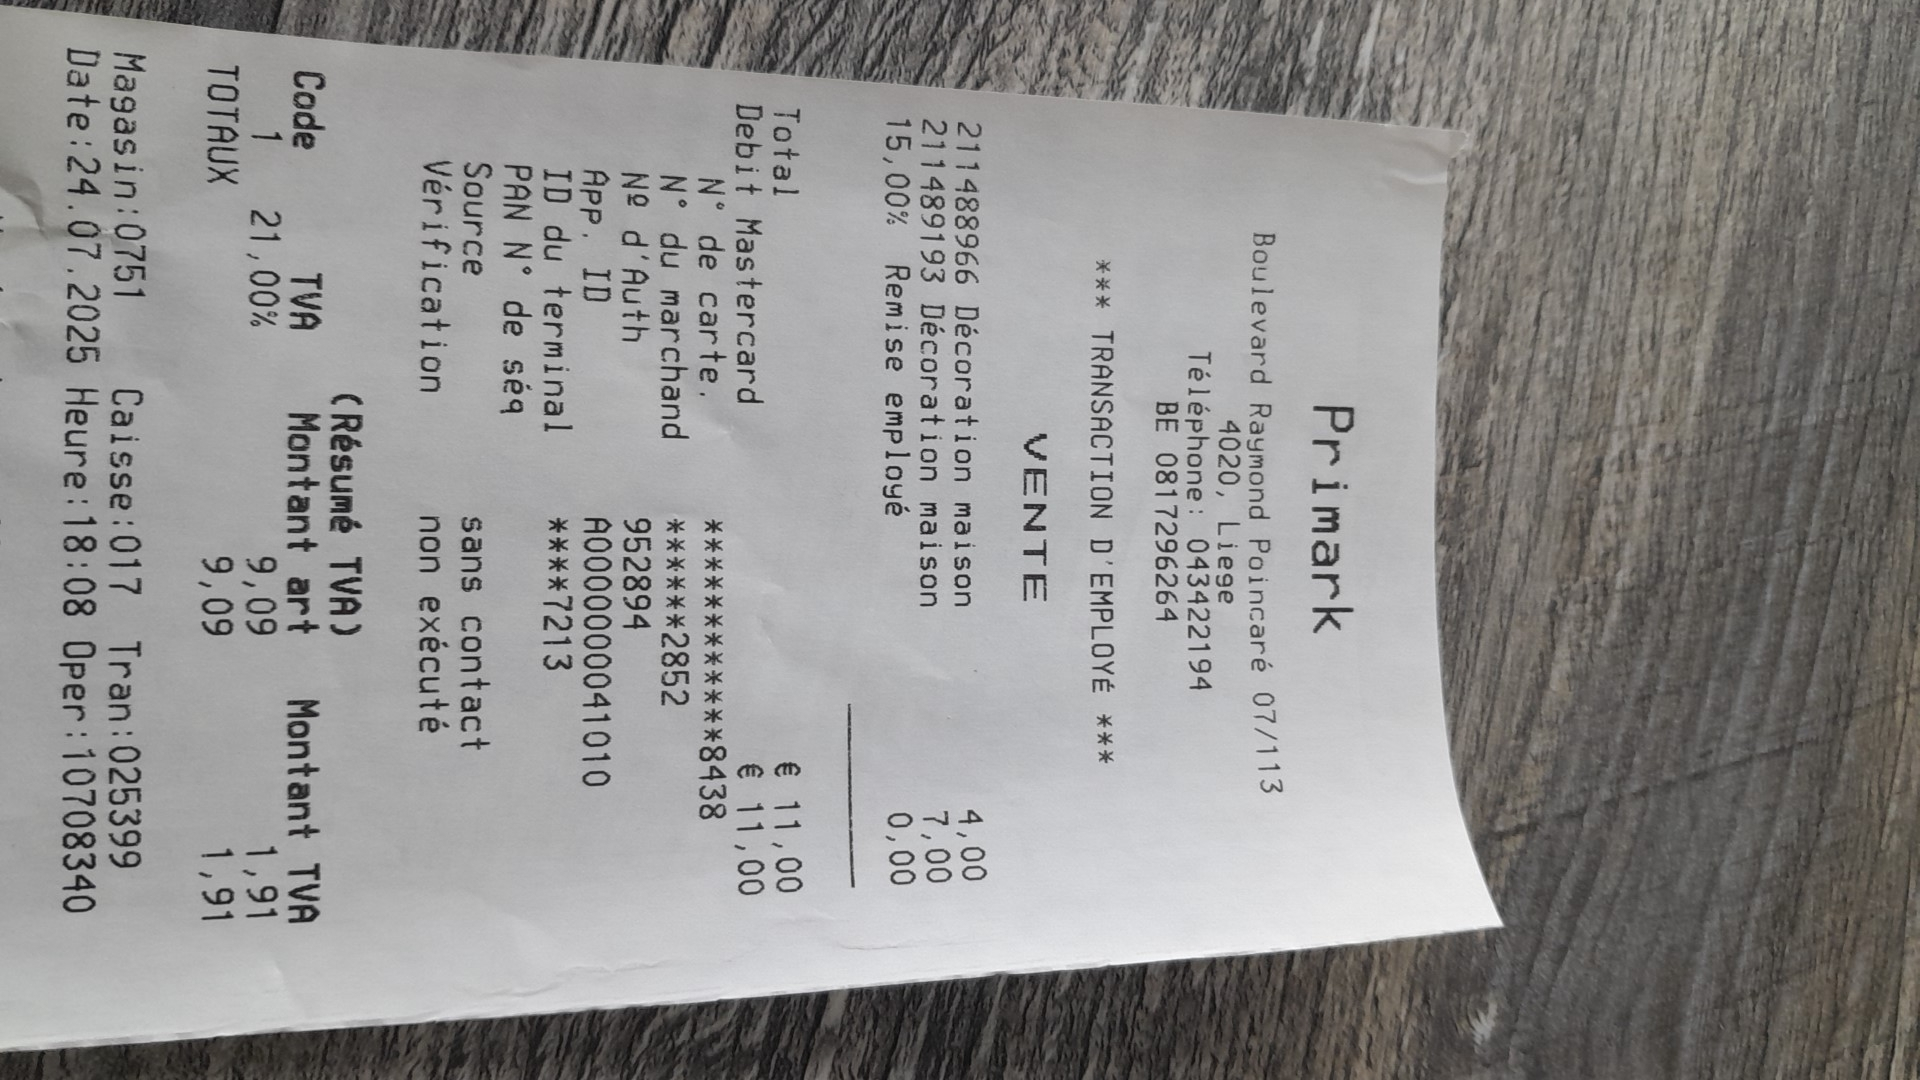 Primark
Boulevard Raymond Poincaré 07/113
4020, Liege
Téléphone: 043422194
BE 0817296264
*** TRANSACTION D'EMPLOYÉ ***
VENTE
211488966 Décoration maison 4,00
211489193 Décoration maison 7,00
15,00% Remise employé 0,00
Total € 11,00
Debit Mastercard € 11,00
N° de carte. ************8438
N° du marchand ******2852
Nº d'Auth 952894
App. ID A0000000041010
ID du terminal ****7213
PAN N° de séq
Source sans contact
Vérification non exécuté
(Résumé TVA)
Code TVA Montant art Montant TVA
1 21,00% 9,09 1,91
TOTAUX 9,09 1,91
Magasin:0751 Caisse:017 Tran:025399
Date:24.07.2025 Heure:18:08 Oper:10708340